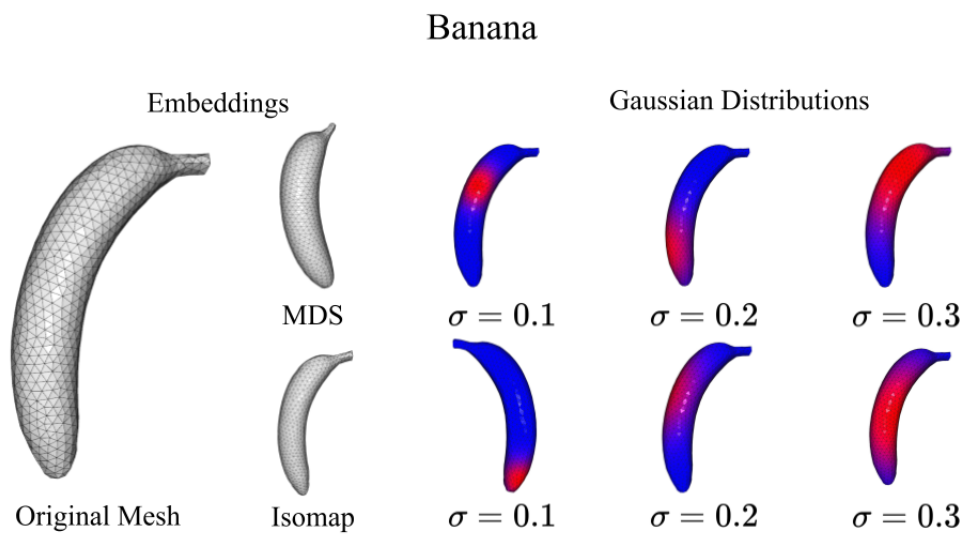 Banana
Embeddings
Gaussian Distributions
MDS
σ = 0.1
σ = 0.2
σ = 0.3
Original Mesh
Isomap
σ = 0.1
σ = 0.2
σ = 0.3